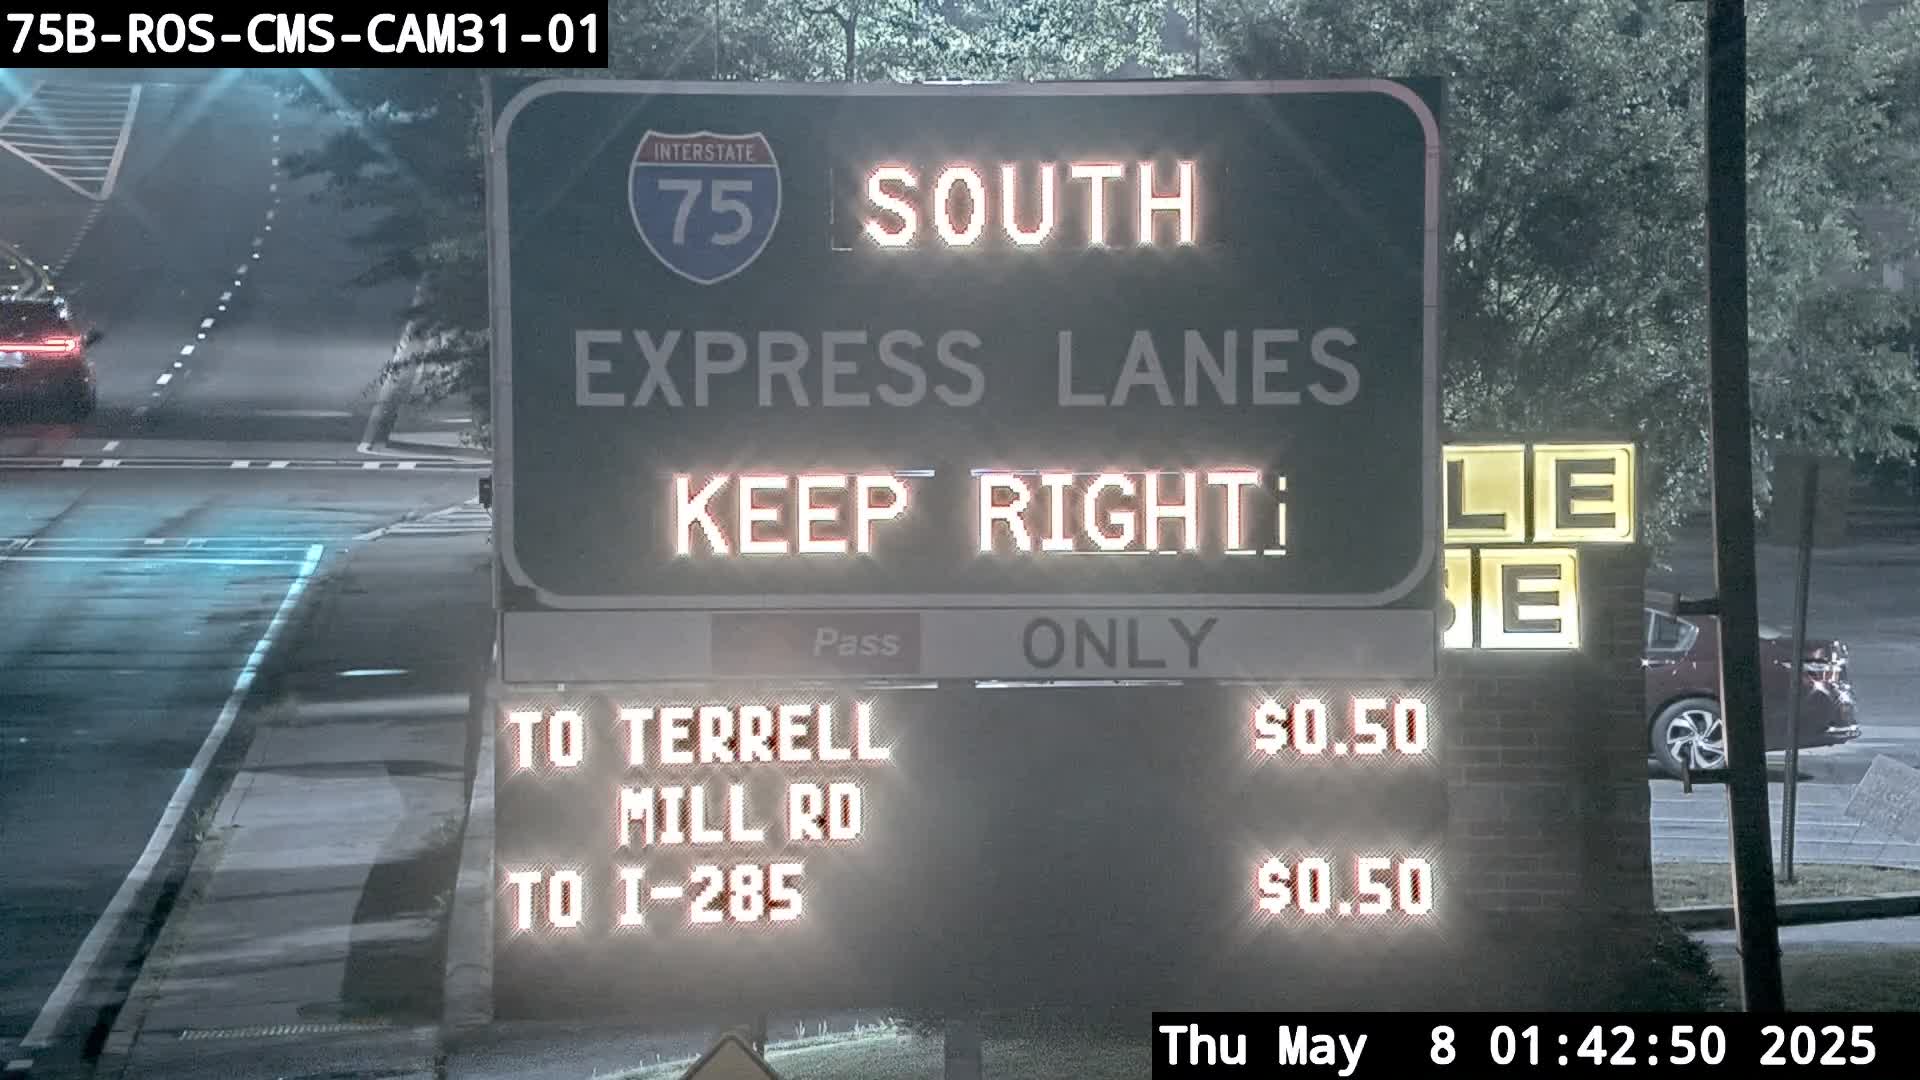 75B-ROS-CMS-CAM31-01
INTERSTATE
75
SOUTH
EXPRESS LANES
KEEP RIGHT
Pass ONLY
TO TERRELL $0.50
MILL RD
TO I-285 $0.50
LE
E
Thu May 8 01:42:50 2025